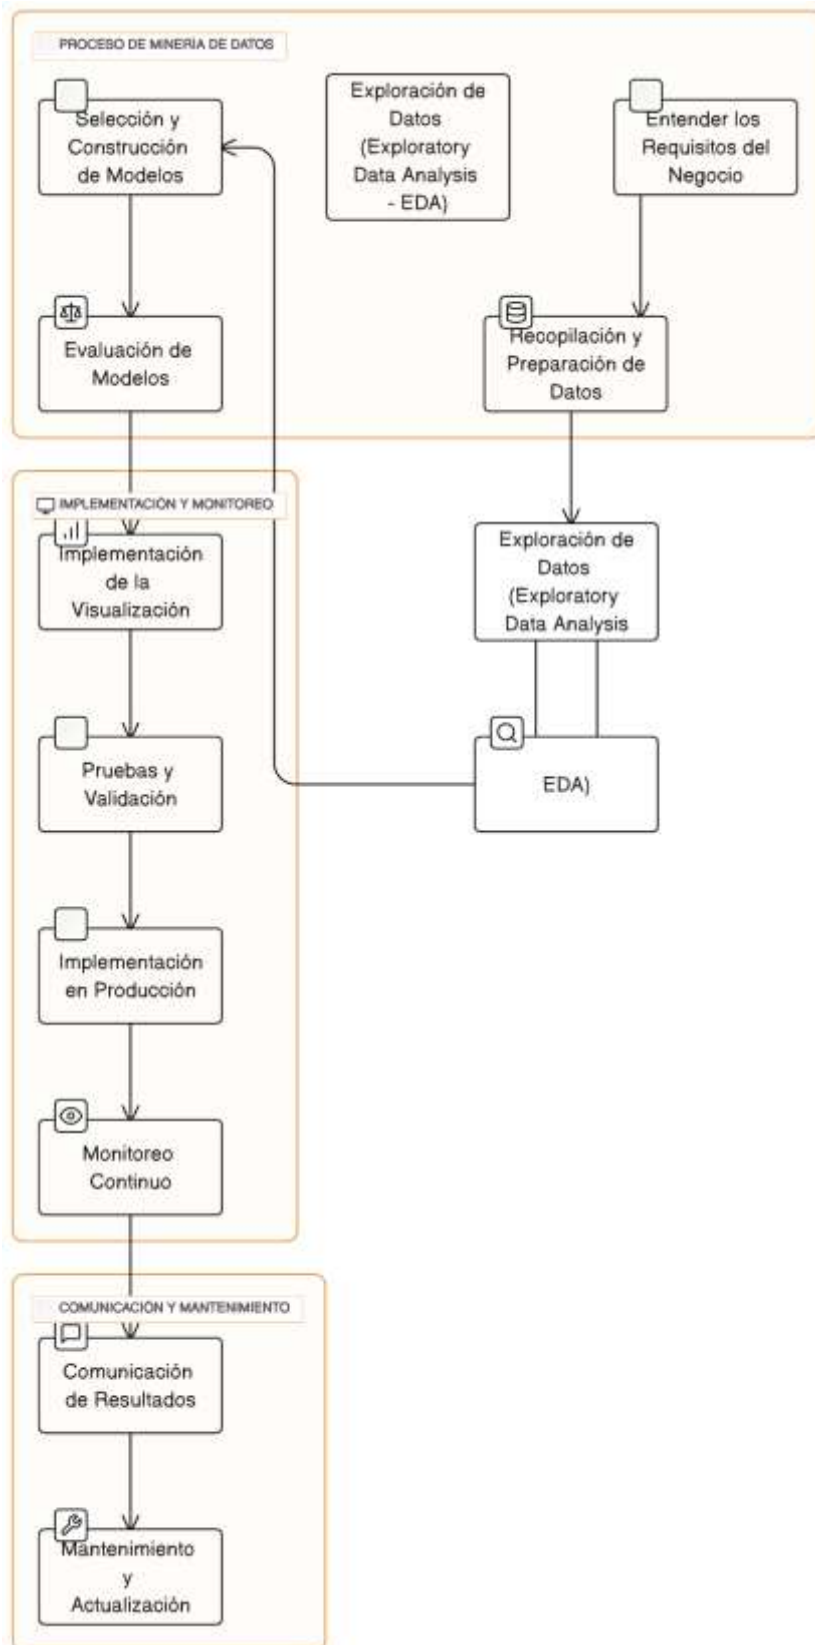 PROCESO DE MINERÍA DE DATOS
Selección y
Construcción
de Modelos
Exploración de
Datos
(Exploratory
Data Analysis
- EDA)
Entender los
Requisitos del
Negocio
Evaluación de
Modelos
Recopilación y
Preparación de
Datos
IMPLEMENTACIÓN Y MONITOREO
Implementación
de la
Visualización
Exploración de
Datos
(Exploratory
Data Analysis
Pruebas y
Validación
EDA)
Implementación
en Producción
Monitoreo
Continuo
COMUNICACIÓN Y MANTENIMIENTO
Comunicación
de Resultados
Mantenimiento
y
Actualización